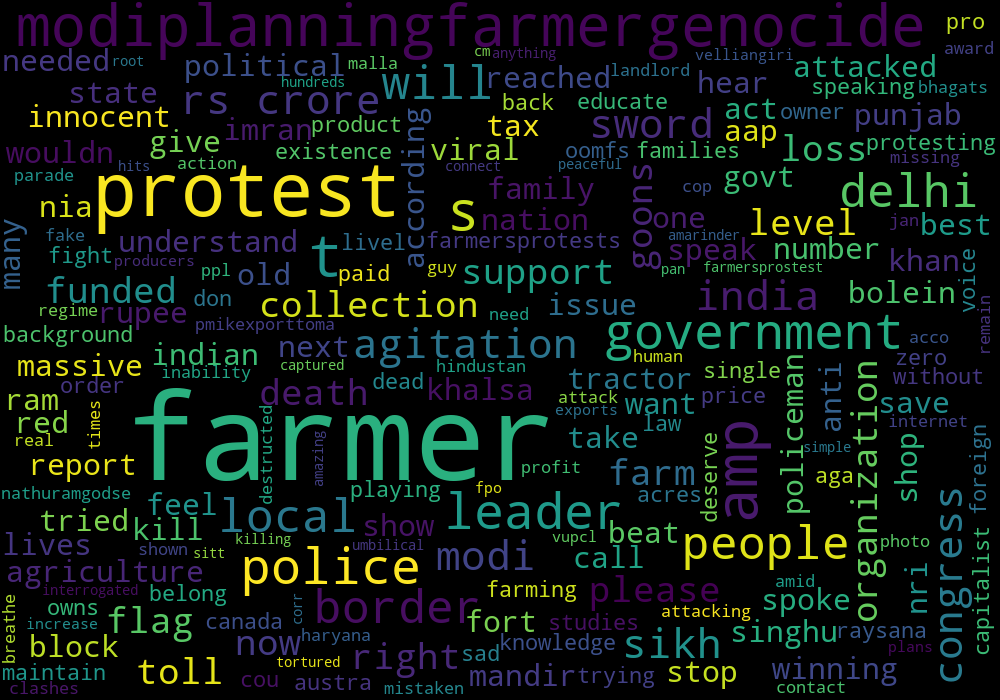 modiplanningfarmergenocide
pro
cm anything
velliangiri
award
needed root
political malla
will
reached
landlord
hear
attacked
state
hundreds
speaking bhagats
rs crore
back
educate
act owner
punjab
innocent
imran
product
tax
sword
aap
give
according
wouldn
hits action
existence
viral
oomfs families
loss protesting
parade
connect
peaceful
missing
protest
family
cop
govt
delhi
nia
s nation
goons
one
level
jan best
many
fake
understand
t
livel farmersprotests
amarinder
speak number
fight
producers
ppl old
paid
guy
support
pan farmersprostest
khan
voice
funded
don
collection
issue
india
bolein
regime rupee
pmikexporttoma
need
remain
background
next agitation
government
acco
massive
indian
inability
captured
hindustan
human
single
zero
without
order
death
dead khalsa
tractor
anti
ram
attack
exports want
price
policeman
organization
save
red
times
farmer
law
internet
real
destructed
amazing
take
simple
report
profit
farm
deserve
amp
aga
shop
foreign
nathuramgodse
playing
fpo
acres
feel
local
leader
tried
kill
show
vupcl beat
people
photo
congress
lives
shown
killing
sitt
umbilical
modi
call
agriculture
police
amid
nri
capitalist
interrogated
belong
farming
please
spoke
breathe
owns
flag
corr
border
fort
studies
attacking
increase
canada
singhu
raysana
block
now
haryana
right
knowledge
sikh
plans
maintain
toll
tortured
sad
mandir
trying
stop
winning
clashes
cou
austra
mistaken
contact